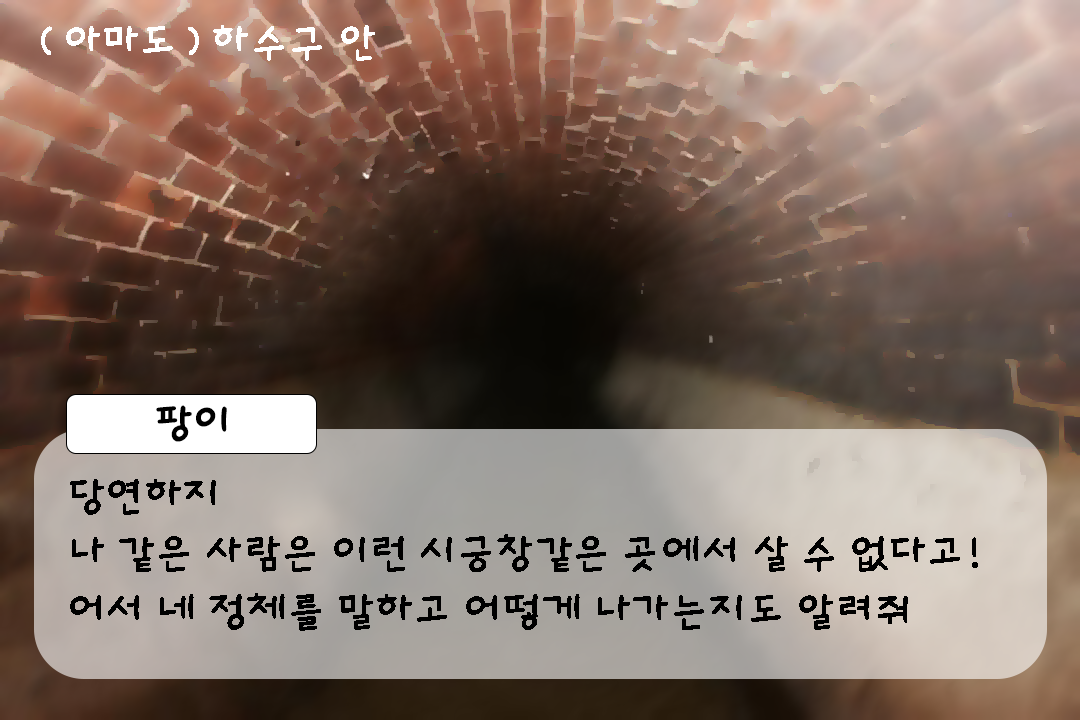 ( 아마도 ) 하수구 안
팡이
당연하지
나 같은 사람은 이런 시궁창같은 곳에서 살 수 없다고!
어서 네 정체를 말하고 어떻게 나가는지도 알려줘